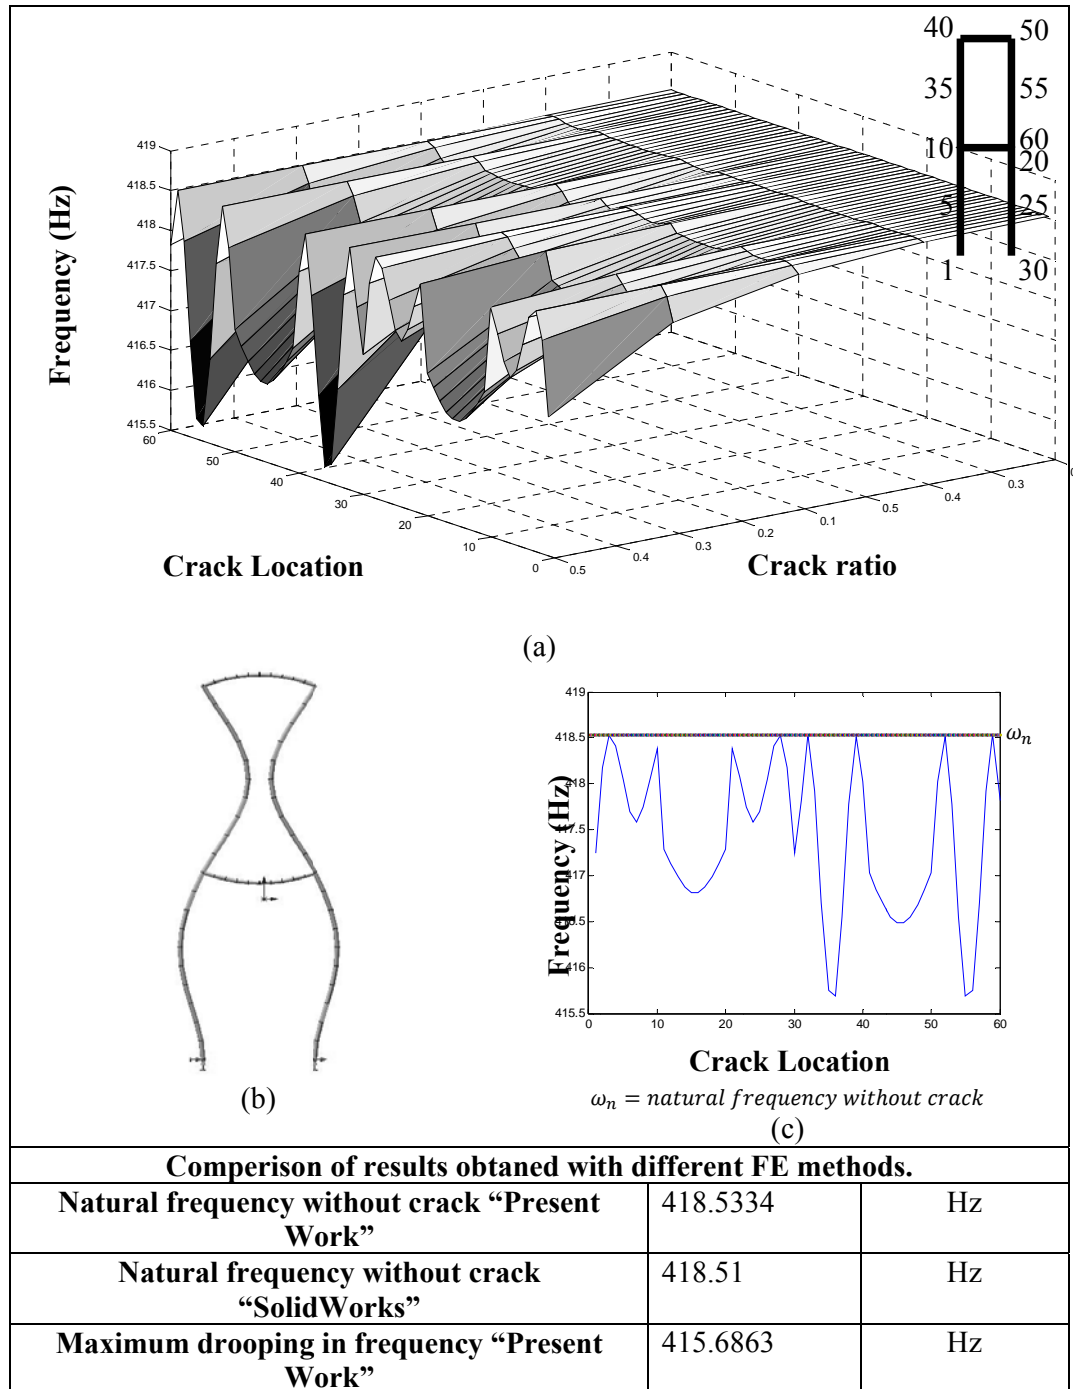 40 50
35 55
10 60
20
5 25
1 30
Frequency (Hz)
419
418.5
418
417.5
417
416.5
416
415.5
60
50
40
30
20
10
0
0.5
0.4
0.3
0.2
0.1
0.4
0.3
Crack Location
Crack ratio
(a)
(b)
Frequency (Hz)
419
418.5
418
417.5
417
416
415.5
0 10 20 30 40 50 60
ωn
Crack Location
ωn = natural frequency without crack
(c)
Comperison of results obtaned with different FE methods.
Natural frequency without crack “Present Work” 418.5334 Hz
Natural frequency without crack “SolidWorks” 418.51 Hz
Maximum drooping in frequency “Present Work” 415.6863 Hz